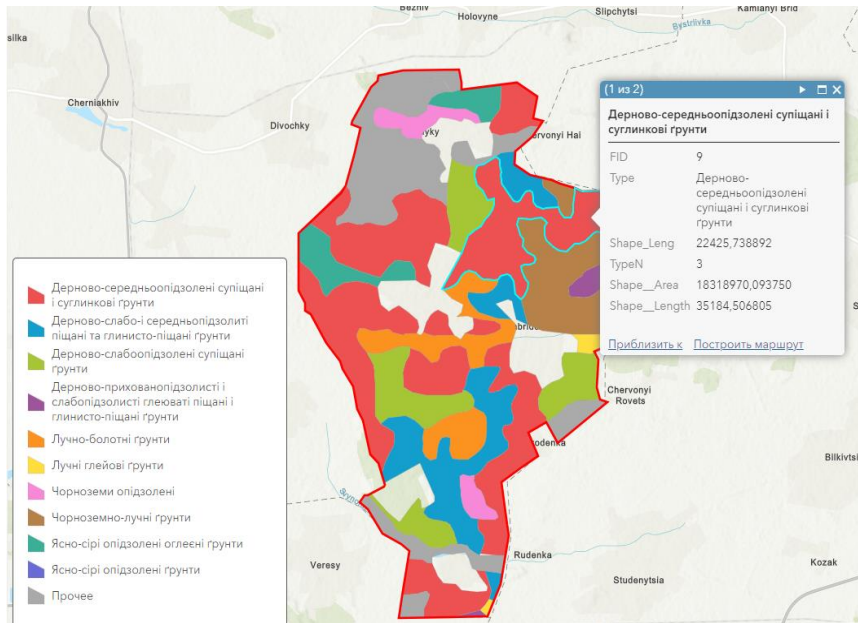 Bezhiv
Holovyne
Slipchytsi
Kamianyi Brid
Bystriivka
silka
Cherniakhiv
Divochky
yky
ervonyi Hai
(1 из 2)
Дерново-середньоопідзолені супіщані і
суглинкові ґрунти
FID 9
Type Дерново-
середньоопідзолені
супіщані і суглинкові
ґрунти
Shape_Leng 22425,738892
TypeN 3
Shape__Area 18318970,093750
Shape__Length 35184,506805
Приблизить к Построить маршрут
Дерново-середньоопідзолені супіщані
і суглинкові ґрунти
Дерново-слабо-і середньопідзолиті
піщані та глинисто-піщані ґрунти
Дерново-слабоопідзолені супіщані
ґрунти
Дерново-прихованопідзолисті і
слабопідзолисті глеюваті піщані і
глинисто-піщані ґрунти
Лучно-болотні ґрунти
Лучні глейові ґрунти
Чорноземи опідзолені
Чорноземно-лучні ґрунти
Ясно-сірі опідзолені оглеєні ґрунти
Ясно-сірі опідзолені ґрунти
Прочее
Chervonyi
Rovets
odenka
Bilkivtsi
Veresy
Rudenka
Studenytsia
Kozak